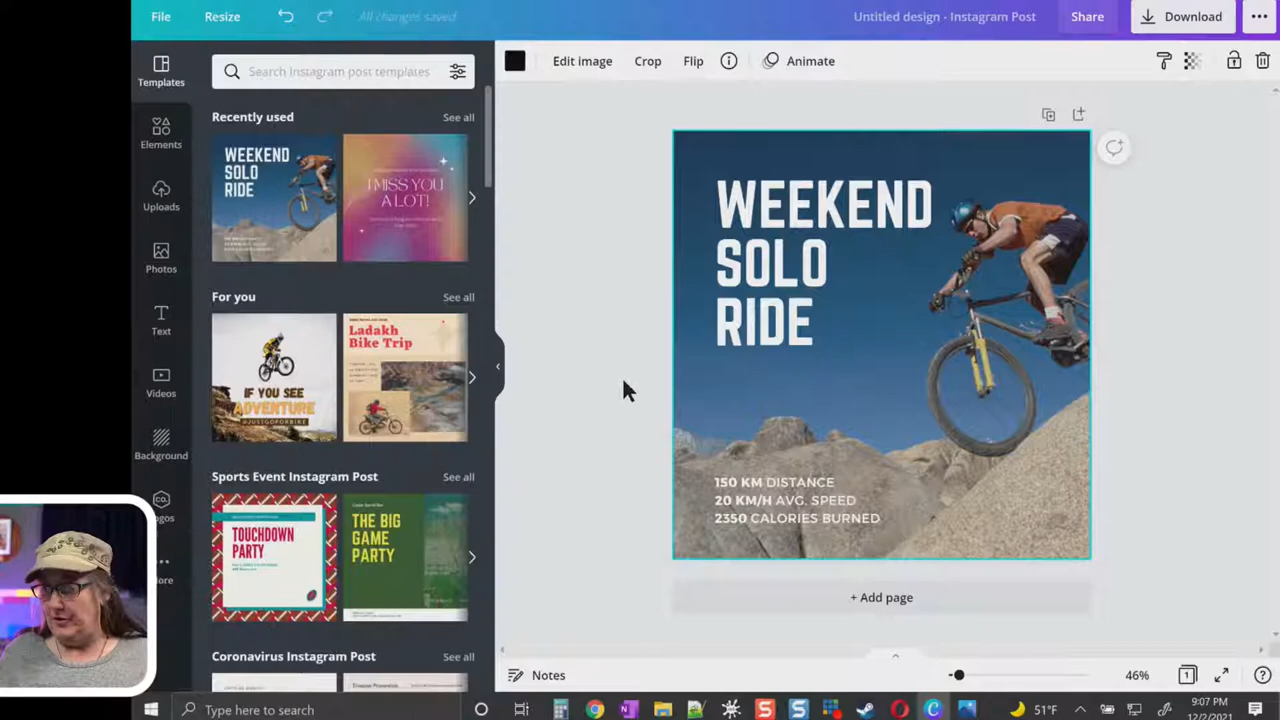 File
Resize
All changes saved
Untitled design - Instagram Post
Share
Download
Templates
Elements
Uploads
Photos
Text
Videos
Background
Search Instagram post templates
Edit image
Crop
Flip
Animate
Recently used
See all
WEEKEND
SOLO
RIDE
I MISS YOU
A LOT!
For you
See all
IF YOU SEE
ADVENTURE
@JUSTGOFORBIKE
Ladakh
Bike Trip
Sports Event Instagram Post
See all
TOUCHDOWN
PARTY
THE BIG
GAME
PARTY
Coronavirus Instagram Post
See all
WEEKEND
SOLO
RIDE
150 KM DISTANCE
20 KM/H AVG. SPEED
2350 CALORIES BURNED
+ Add page
Notes
46%
1
Type here to search
51°F
9:07 PM
12/2/2021